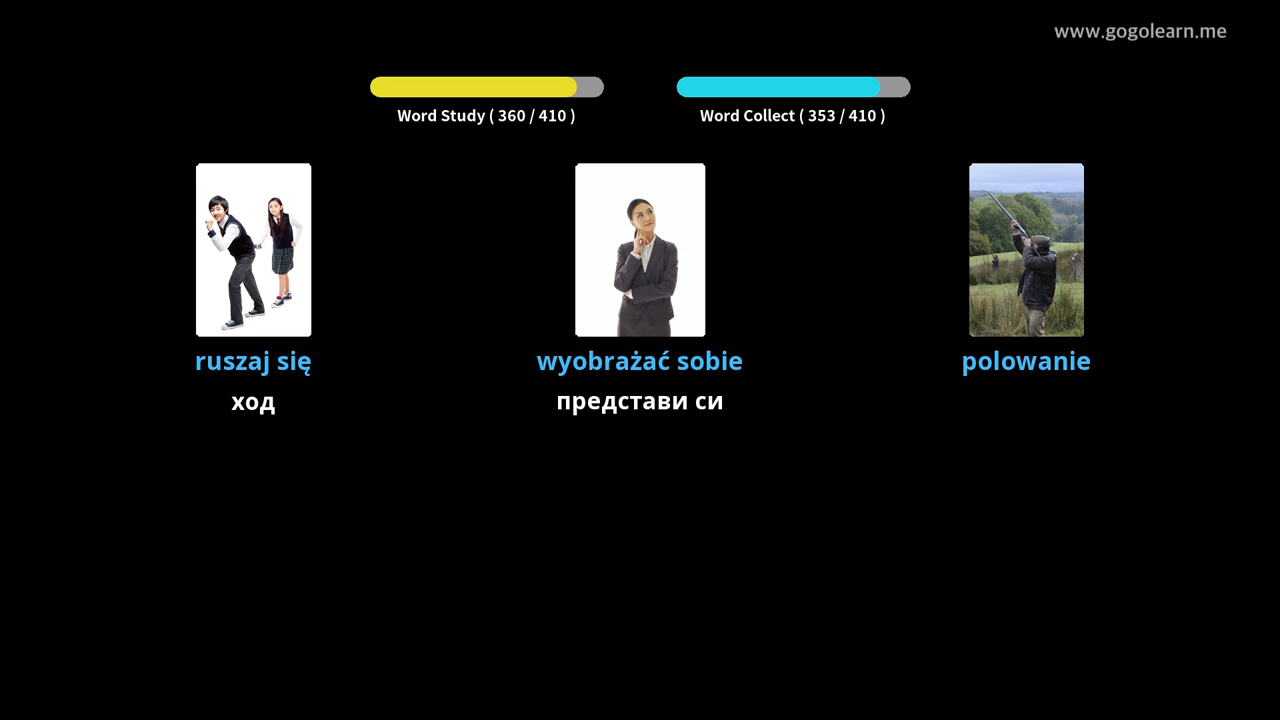 www.gogolearn.me
Word Study ( 360 / 410 )
Word Collect ( 353 / 410 )
ruszaj się
wyobrażać sobie
polowanie
ход
представи си